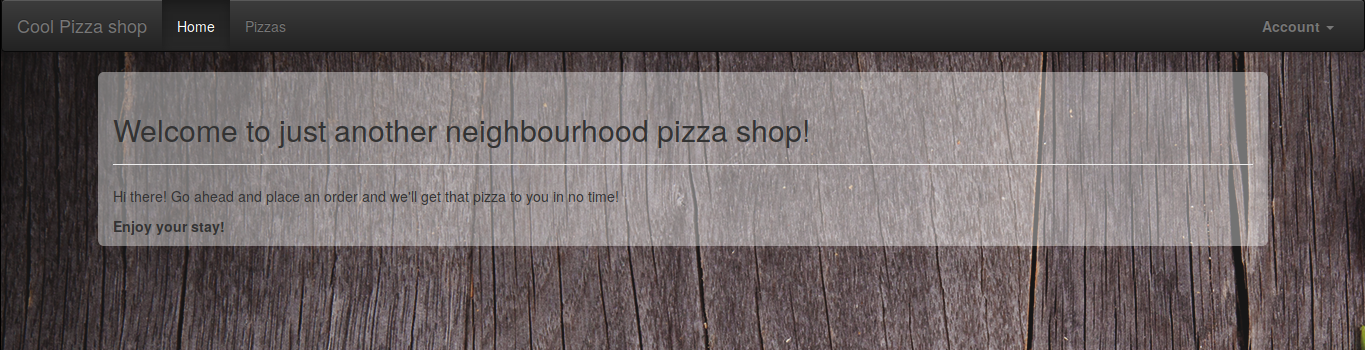 Cool Pizza shop Home Pizzas Account
Welcome to just another neighbourhood pizza shop!
Hi there! Go ahead and place an order and we'll get that pizza to you in no time!
Enjoy your stay!